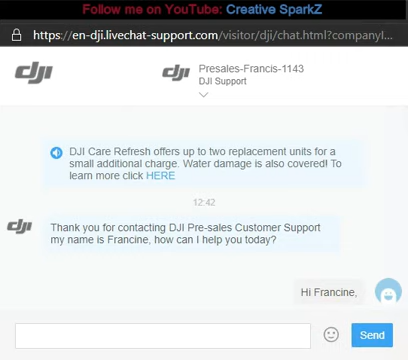 Follow me on YouTube: Creative SparkZ
https://en-dji.livechat-support.com/visitor/dji/chat.html?companyI...
dji
dji
Presales-Francis-1143
DJI Support
DJI Care Refresh offers up to two replacement units for a
small additional charge. Water damage is also covered! To
learn more click HERE
12:42
dji
Thank you for contacting DJI Pre-sales Customer Support
my name is Francine, how can I help you today?
Hi Francine,
Send